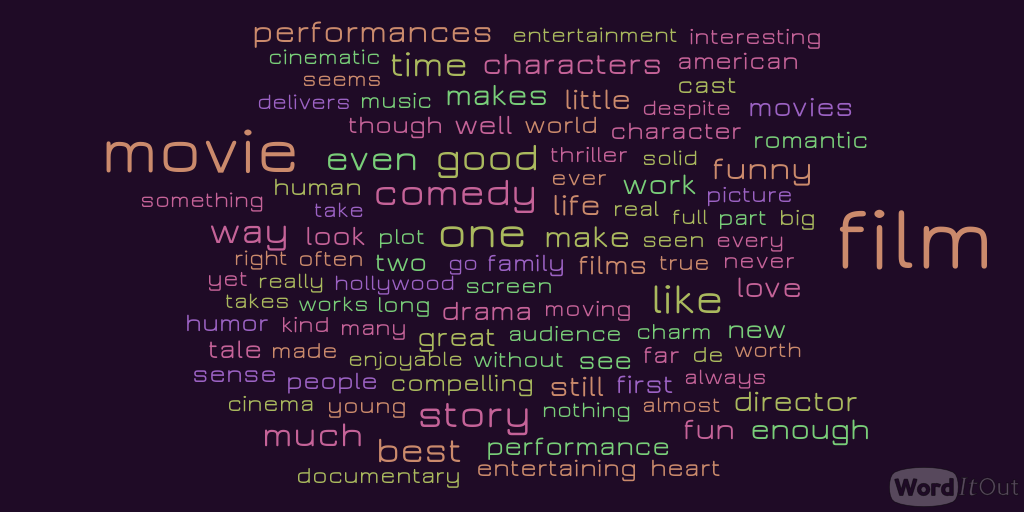 performances entertainment interesting
cinematic time characters american
seems cast
delivers music makes little despite movies
though well world character romantic
movie even good thriller solid funny
human comedy ever work picture
something take life real full part big
way look plot one make seen every film
right often two go family films true never
yet really hollywood screen love
takes works long drama moving like
humor kind many great audience charm new
tale made enjoyable without see far de worth
sense people compelling still first always
cinema young story nothing almost director
much best performance fun enough
documentary entertaining heart
WordItOut